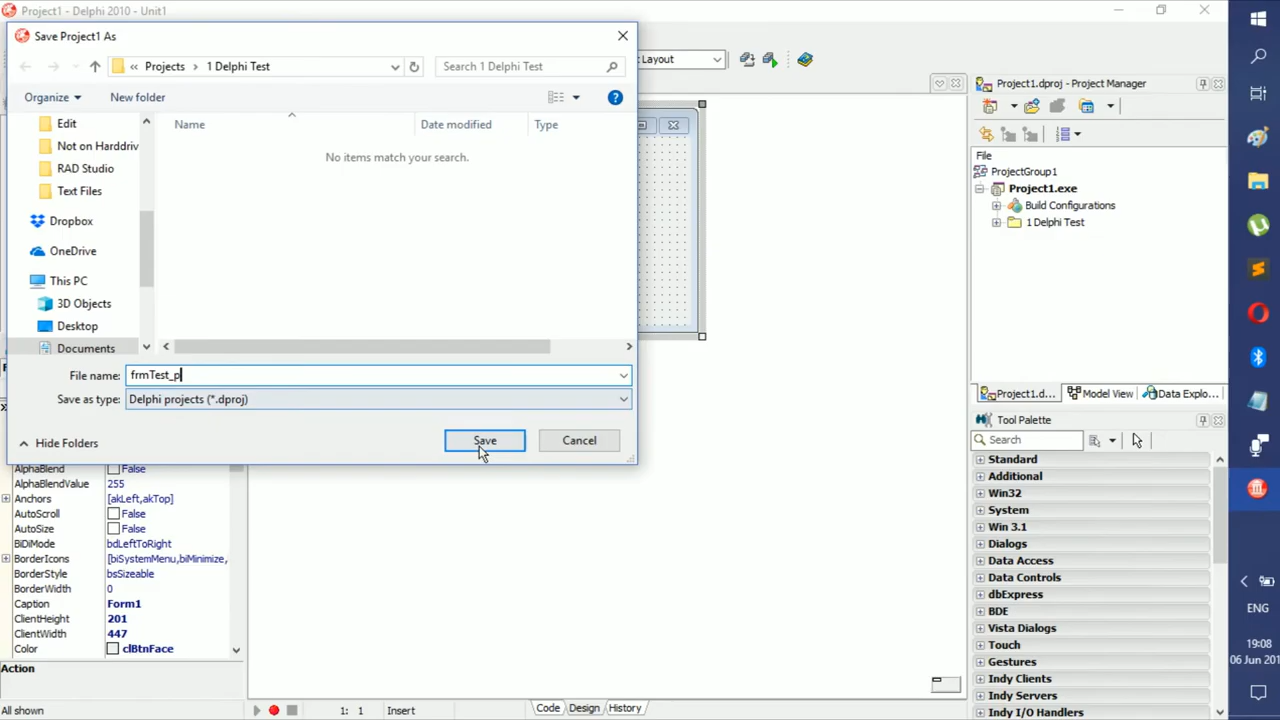 Project1 - Delphi 2010 - Unit1
Save Project1 As
Projects
1 Delphi Test
Search 1 Delphi Test
Organize
New folder
Name
Date modified
Type
No items match your search.
Edit
Not on Harddriv
RAD Studio
Text Files
Dropbox
OneDrive
This PC
3D Objects
Desktop
Documents
File name:
frmTest_p
Save as type:
Delphi projects (*.dproj)
Hide Folders
Save
Cancel
Layout
AlphaBlend
False
AlphaBlendValue
255
Anchors
[akLeft,akTop]
AutoScroll
False
AutoSize
False
BiDiMode
bdLeftToRight
BorderIcons
[biSystemMenu,biMinimize,
BorderStyle
bsSizeable
BorderWidth
0
Caption
Form1
ClientHeight
201
ClientWidth
447
Color
clBtnFace
Action
All shown
1: 1
Insert
Code
Design
History
Project1.dproj - Project Manager
File
ProjectGroup1
Project1.exe
Build Configurations
1 Delphi Test
Project1.d...
Model View
Data Explo...
Tool Palette
Search
Standard
Additional
Win32
System
Win 3.1
Dialogs
Data Access
Data Controls
dbExpress
BDE
Vista Dialogs
Touch
Gestures
Indy Clients
Indy Servers
Indy I/O Handlers
ENG
19:08
06 Jun 201